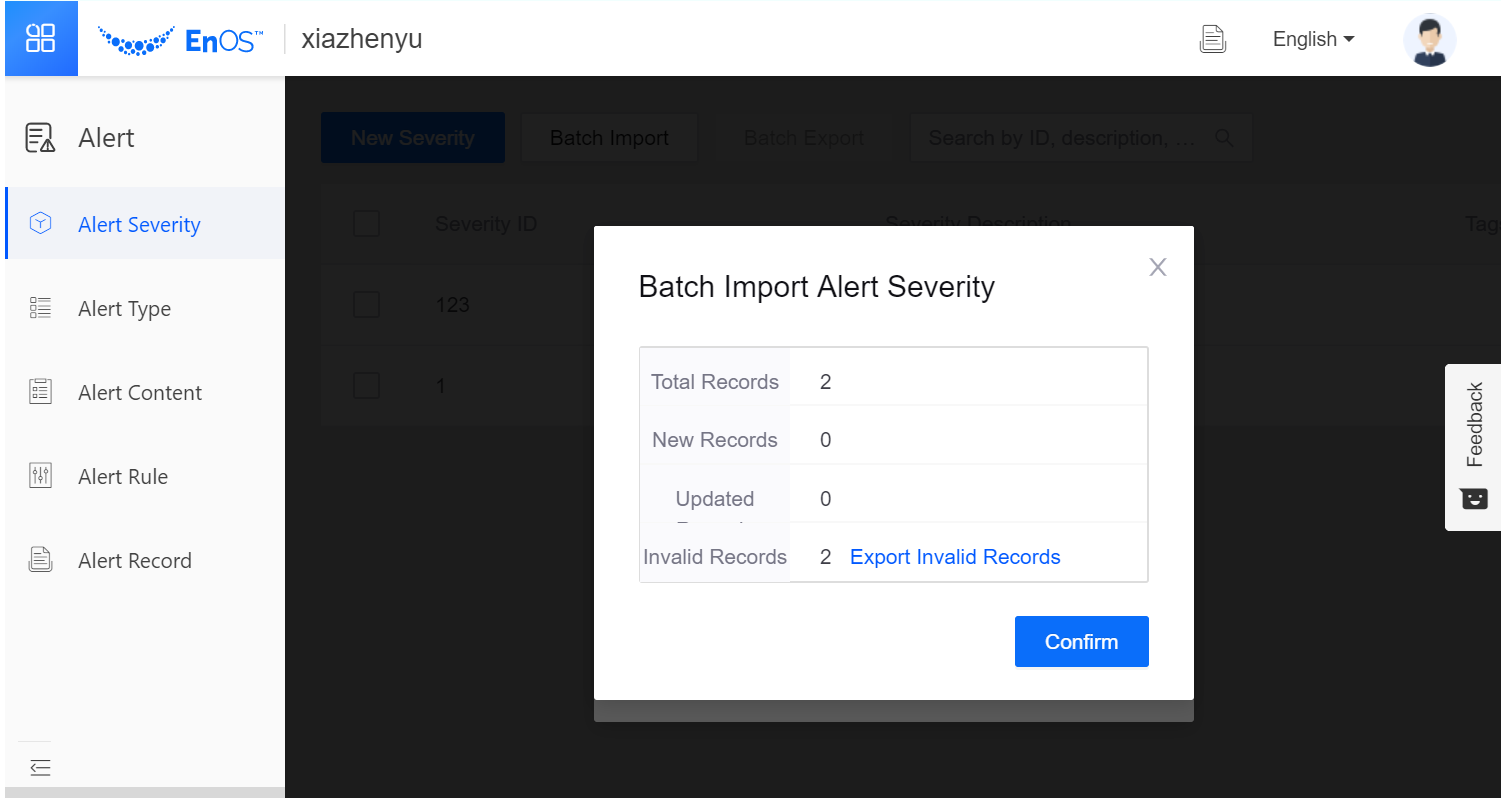 EnOS™
xiazhenyu
English
Alert
New Severity
Batch Import
Batch Export
Search by ID, description, ...
Alert Severity
Severity ID
Severity Description
Tag
Alert Type
123
Alert Content
1
Alert Rule
Alert Record
Batch Import Alert Severity
Total Records 2
New Records 0
Updated 0
Invalid Records 2 Export Invalid Records
Confirm
Feedback